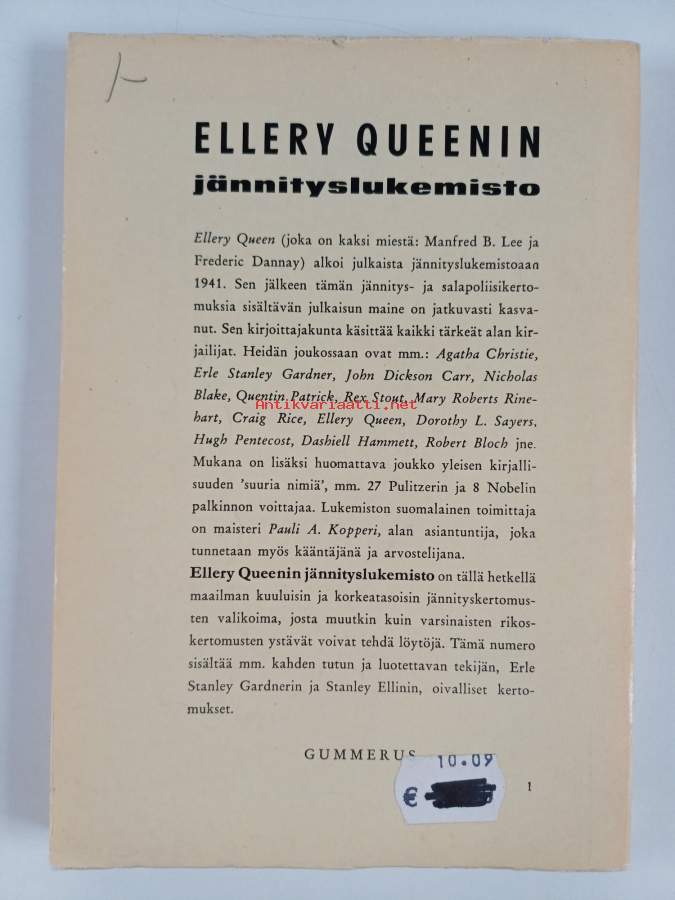 ELLERY QUEENIN
jännityslukemisto
Ellery Queen (joka on kaksi miestä: Manfred B. Lee ja
Frederic Dannay) alkoi julkaista jännityslukemistoaan
1941. Sen jälkeen tämän jännitys- ja salapoliisikerto-
muksia sisältävän julkaisun maine on jatkuvasti kasva-
nut. Sen kirjoittajakunta käsittää kaikki tärkeät alan kir-
jailijat. Heidän joukossaan ovat mm.: Agatha Christie,
Erle Stanley Gardner, John Dickson Carr, Nicholas
Blake, Quentin Patrick, Rex Stout, Mary Roberts Rine-
Antikvariaatti.net
hart, Craig Rice, Ellery Queen, Dorothy L. Sayers,
Hugh Pentecost, Dashiell Hammett, Robert Bloch jne.
Mukana on lisäksi huomattava joukko yleisen kirjalli-
suuden 'suuria nimiä', mm. 27 Pulitzerin ja 8 Nobelin
palkinnon voittajaa. Lukemiston suomalainen toimittaja
on maisteri Pauli A. Kopperi, alan asiantuntija, joka
tunnetaan myös kääntäjänä ja arvostelijana.
Ellery Queenin jännityslukemisto on tällä hetkellä
maailman kuuluisin ja korkeatasoisin jännityskertomus-
ten valikoima, josta muutkin kuin varsinaisten rikos-
kertomusten ystävät voivat tehdä löytöjä. Tämä numero
sisältää mm. kahden tutun ja luotettavan tekijän, Erle
Stanley Gardnerin ja Stanley Ellinin, oivalliset kerto-
mukset.
GUMMERUS
10.09
€
1